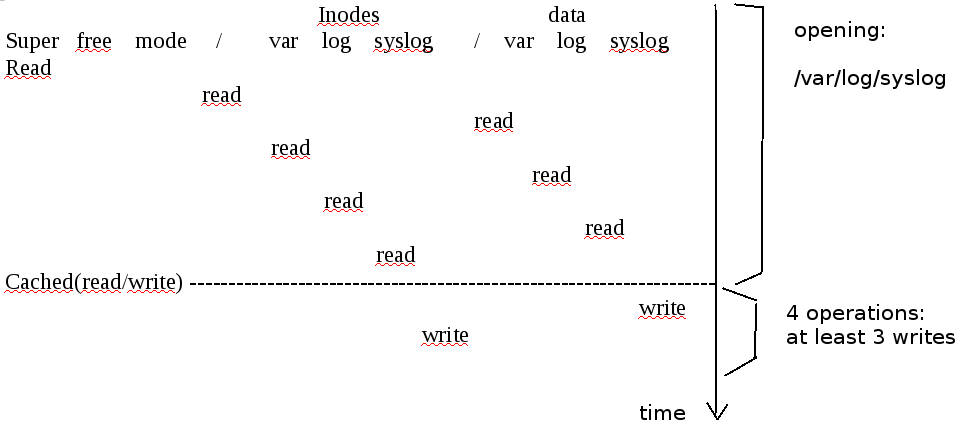 Inodes data
Super free mode / var log syslog / var log syslog
Read
read
read
read
read
read
read
read
Cached(read/write)
write
write
opening:
/var/log/syslog
4 operations:
at least 3 writes
time